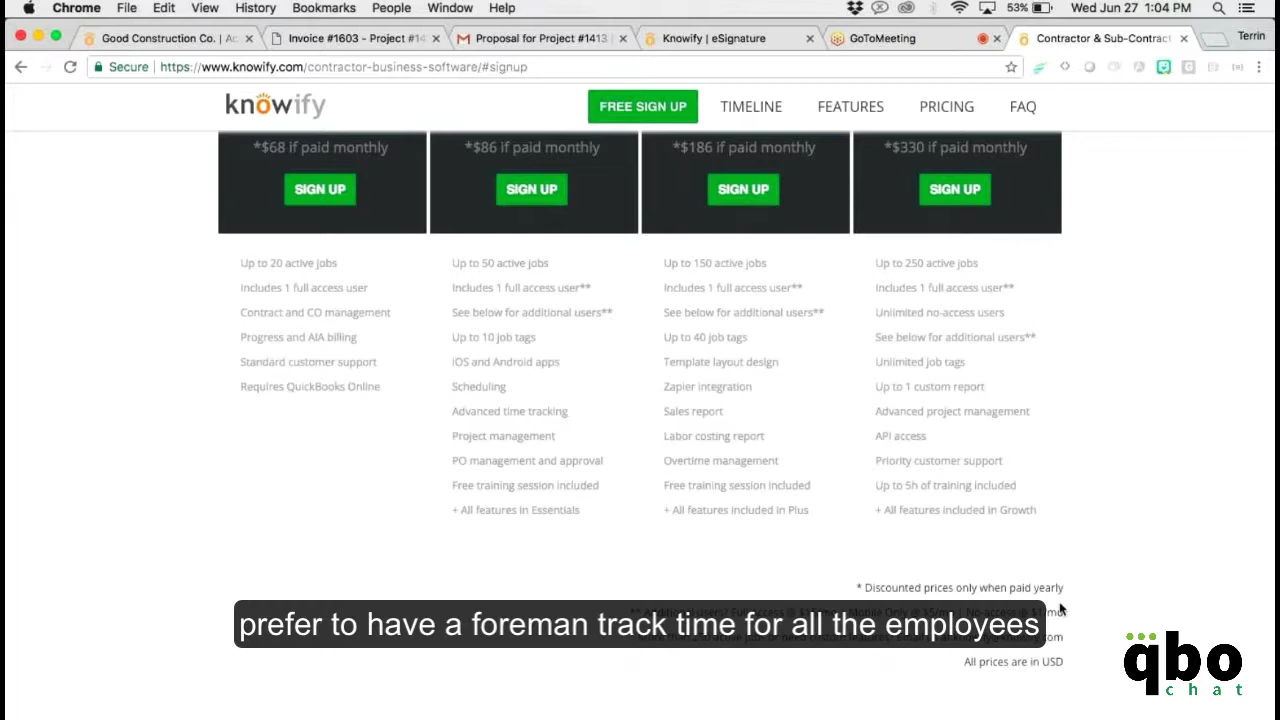 Chrome File Edit View History Bookmarks People Window Help 53% Wed Jun 27 1:04 PM
Good Construction Co. | Ac Invoice #1603 - Project #14 Proposal for Project #1413 Knowify | eSignature GoToMeeting Contractor & Sub-Contract Terrin
Secure https://www.knowify.com/contractor-business-software/#signup
knowify FREE SIGN UP TIMELINE FEATURES PRICING FAQ
*$68 if paid monthly *$86 if paid monthly *$186 if paid monthly *$330 if paid monthly
SIGN UP SIGN UP SIGN UP SIGN UP
Up to 20 active jobs Up to 50 active jobs Up to 150 active jobs Up to 250 active jobs
Includes 1 full access user Includes 1 full access user** Includes 1 full access user** Includes 1 full access user**
Contract and CO management See below for additional users** See below for additional users** Unlimited no-access users
Progress and AIA billing Up to 10 job tags Up to 40 job tags See below for additional users**
Standard customer support iOS and Android apps Template layout design Unlimited job tags
Requires QuickBooks Online Scheduling Zapier integration Up to 1 custom report
Advanced time tracking Sales report Advanced project management
Project management Labor costing report API access
PO management and approval Overtime management Priority customer support
Free training session included Free training session included Up to 5h of training included
+ All features in Essentials + All features included in Plus + All features included in Growth
* Discounted prices only when paid yearly
prefer to have a foreman track time for all the employees
All prices are in USD
qbo
chat